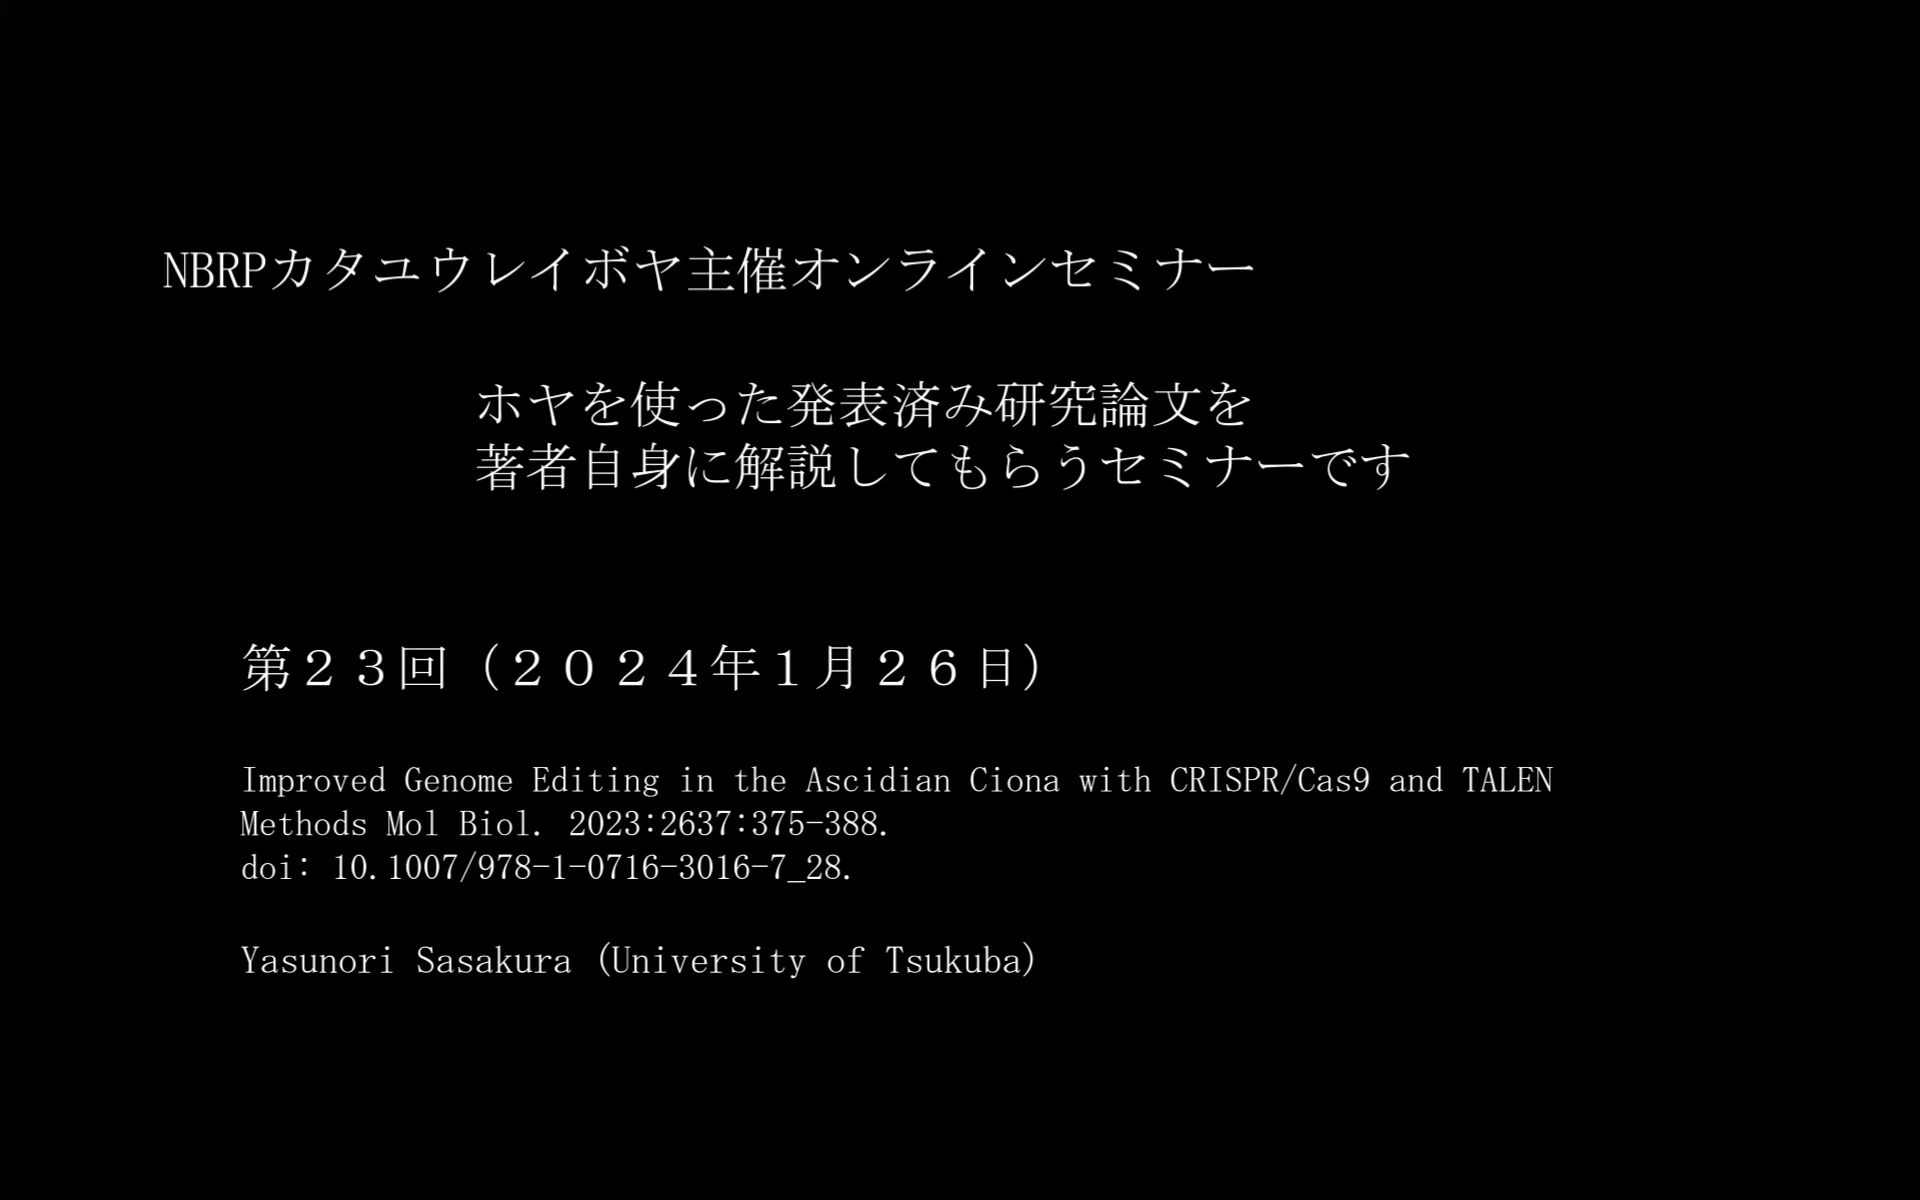 NBRPカタユウレイボヤ主催オンラインセミナー
ホヤを使った発表済み研究論文を
著者自身に解説してもらうセミナーです
第２３回（２０２４年１月２６日）
Improved Genome Editing in the Ascidian Ciona with CRISPR/Cas9 and TALEN
Methods Mol Biol. 2023:2637:375-388.
doi: 10.1007/978-1-0716-3016-7_28.
Yasunori Sasakura (University of Tsukuba)